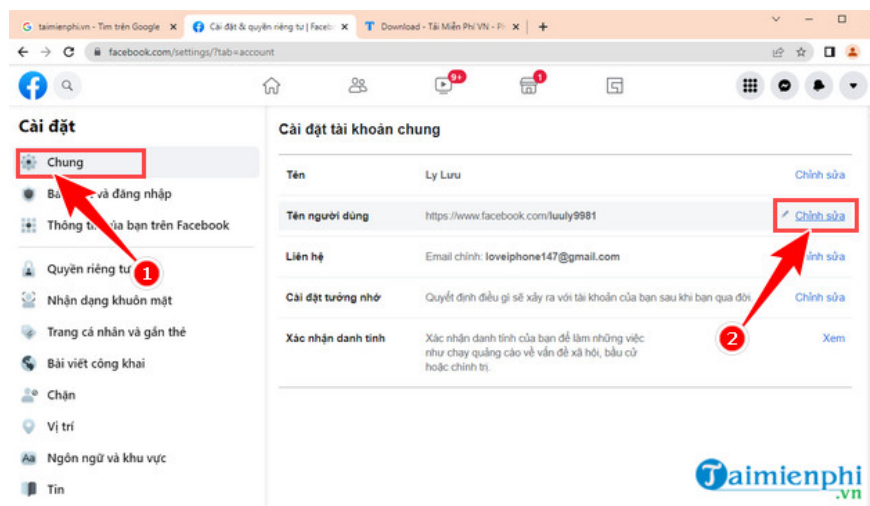 taimienphi.vn - Tìm trên Google
Cài đặt & quyền riêng tư | Faceb
Download - Tải Miễn Phí VN - Ph
facebook.com/settings/?tab=account
9+
1
Cài đặt
Cài đặt tài khoản chung
Chung
Tên
Ly Luu
Chỉnh sửa
và đăng nhập
Tên người dùng
https://www.facebook.com/luuly9981
Chỉnh sửa
Thông của bạn trên Facebook
Liên hệ
Email chính: loveiphone147@gmail.com
Chỉnh sửa
Quyền riêng tư
1
Cài đặt tưởng nhớ
Quyết định điều gì sẽ xảy ra với tài khoản của bạn sau khi bạn qua đời.
Chỉnh sửa
Nhận dạng khuôn mặt
Trang cá nhân và gắn thẻ
Xác nhận danh tính
Xác nhận danh tính của bạn để làm những việc
như chạy quảng cáo về vấn đề xã hội, bầu cử
hoặc chính trị.
2
Xem
Bài viết công khai
Chặn
Vị trí
Aa Ngôn ngữ và khu vực
Tin
Taimienphi
.vn